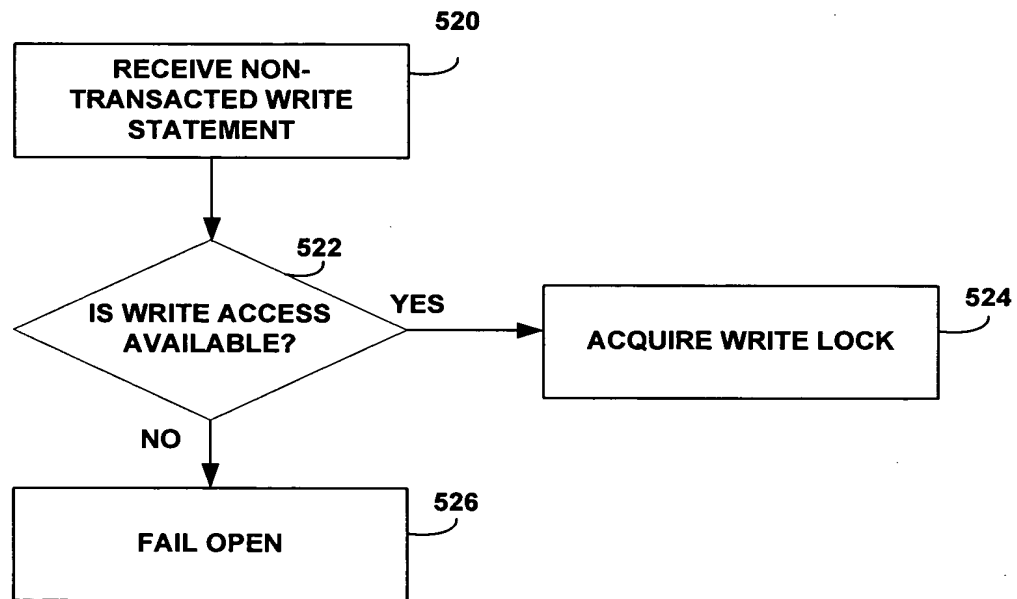 520
RECEIVE NON-
TRANSACTED WRITE
STATEMENT
522
IS WRITE ACCESS
AVAILABLE?
YES
524
ACQUIRE WRITE LOCK
NO
526
FAIL OPEN